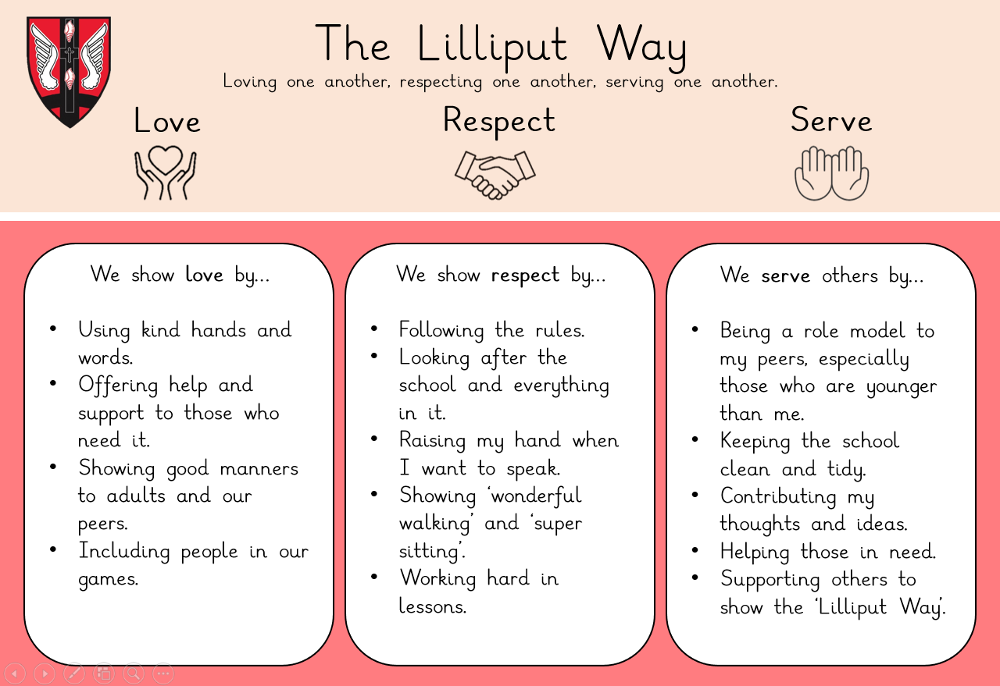 The Lilliput Way
Loving one another, respecting one another, serving one another.
Love
Respect
Serve
We show love by...
• Using kind hands and
words.
• Offering help and
support to those who
need it.
• Showing good manners
to adults and our
peers.
• Including people in our
games.
We show respect by...
• Following the rules.
• Looking after the
school and everything
in it.
• Raising my hand when
I want to speak.
• Showing ‘wonderful
walking’ and ‘super
sitting’.
• Working hard in
lessons.
We serve others by...
• Being a role model to
my peers, especially
those who are younger
than me.
• Keeping the school
clean and tidy.
• Contributing my
thoughts and ideas.
• Helping those in need.
• Supporting others to
show the ‘Lilliput Way’.